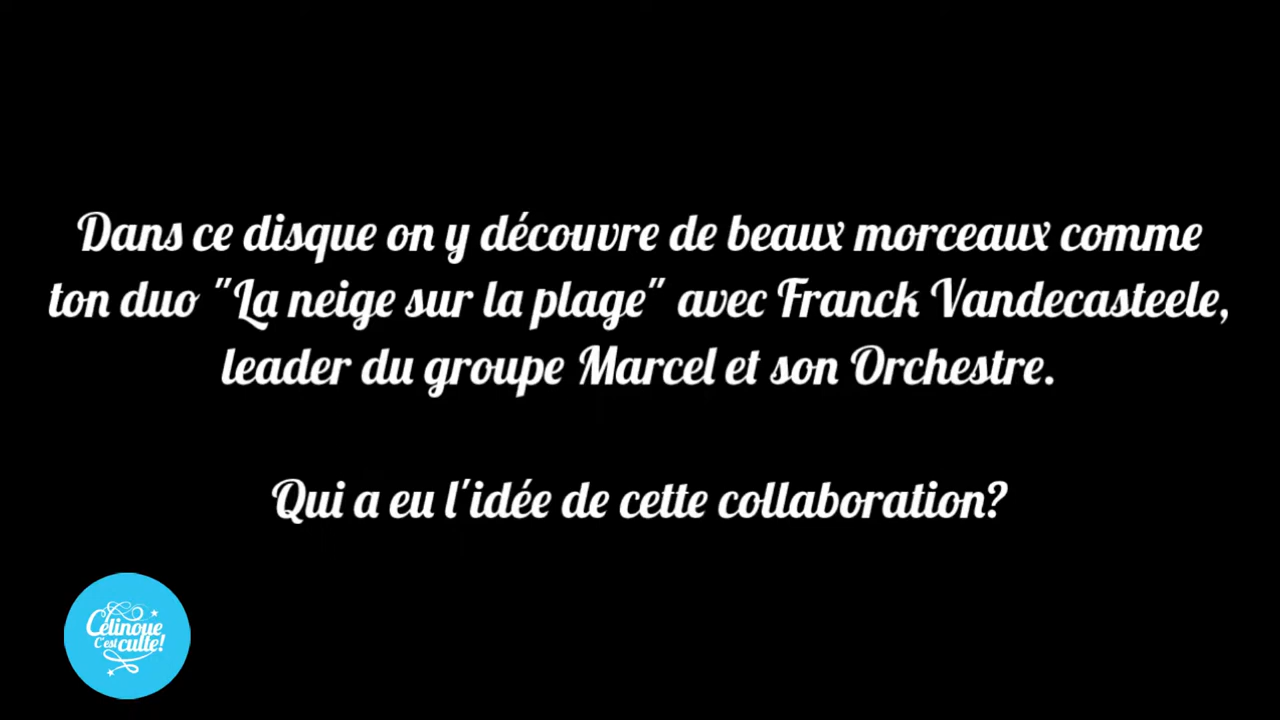 Dans ce disque on y découvre de beaux morceaux comme
ton duo "La neige sur la plage" avec Franck Vandecasteele,
leader du groupe Marcel et son Orchestre.
Qui a eu l'idée de cette collaboration?
Célinoue
C'est culte!